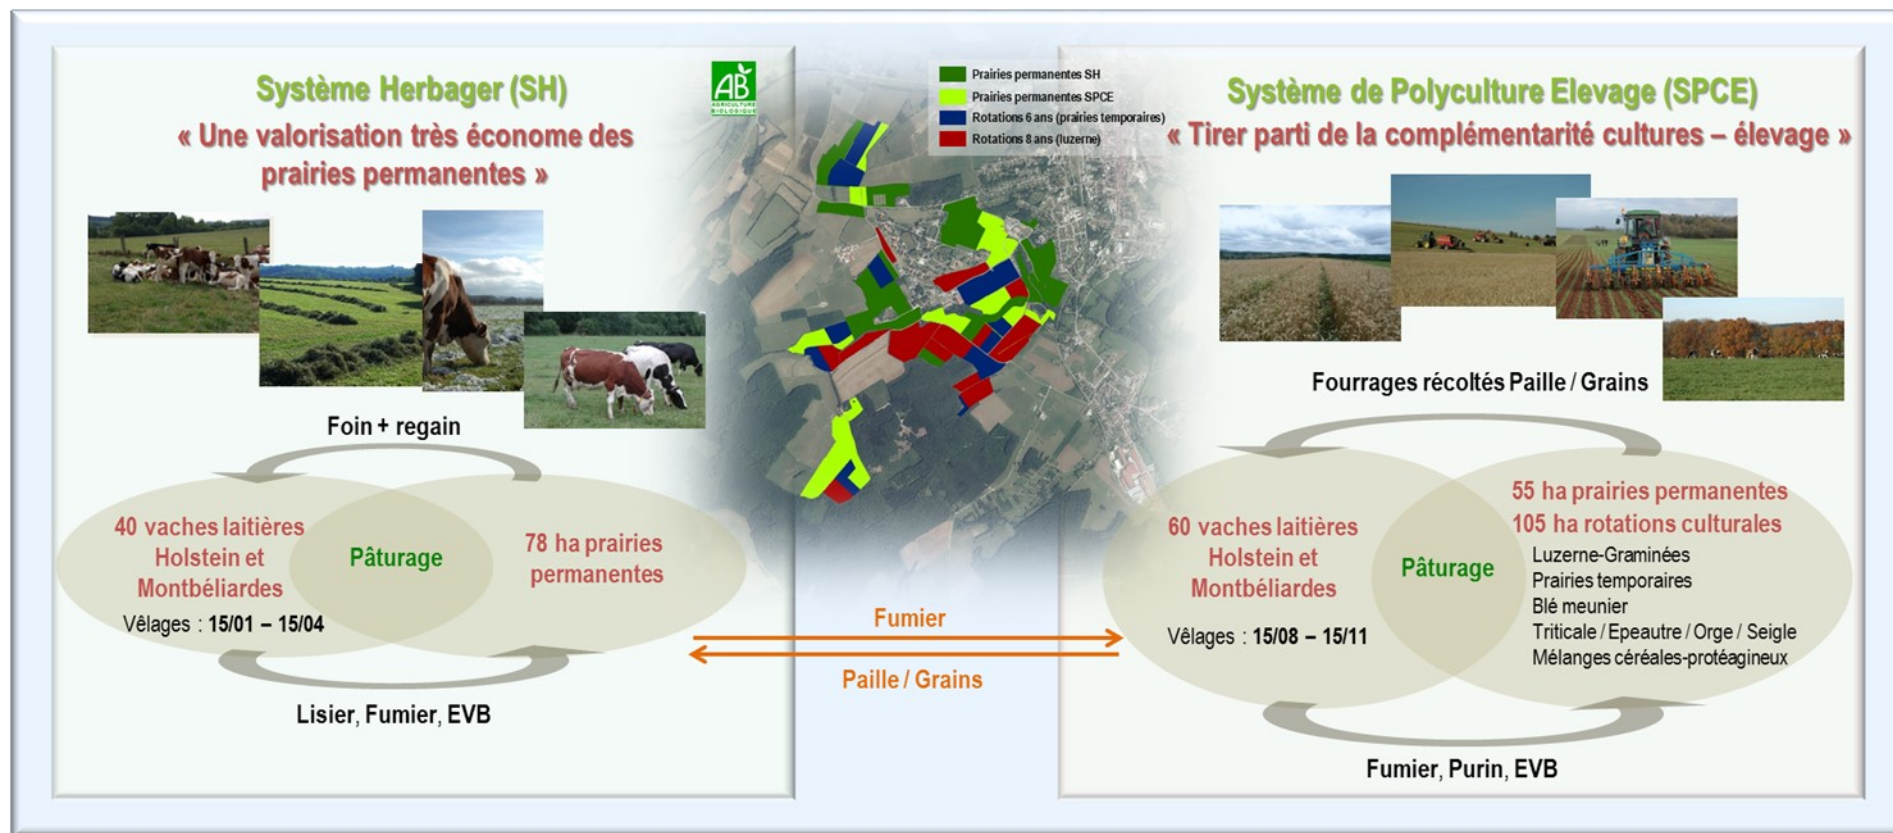 Système Herbager (SH)
« Une valorisation très économe des
prairies permanentes »
AB
AGRICULTURE
BIOLOGIQUE
Prairies permanentes SH
Prairies permanentes SPCE
Rotations 6 ans (prairies temporaires)
Rotations 8 ans (luzerne)
Système de Polyculture Elevage (SPCE)
« Tirer parti de la complémentarité cultures – élevage »
Foin + regain
40 vaches laitières
Holstein et
Montbéliardes
Vêlages : 15/01 – 15/04
Pâturage
78 ha prairies
permanentes
Lisier, Fumier, EVB
Fumier
Paille / Grains
Fourrages récoltés Paille / Grains
60 vaches laitières
Holstein et
Montbéliardes
Vêlages : 15/08 – 15/11
Pâturage
55 ha prairies permanentes
105 ha rotations culturales
Luzerne-Graminées
Prairies temporaires
Blé meunier
Triticale / Epeautre / Orge / Seigle
Mélanges céréales-protéagineux
Fumier, Purin, EVB